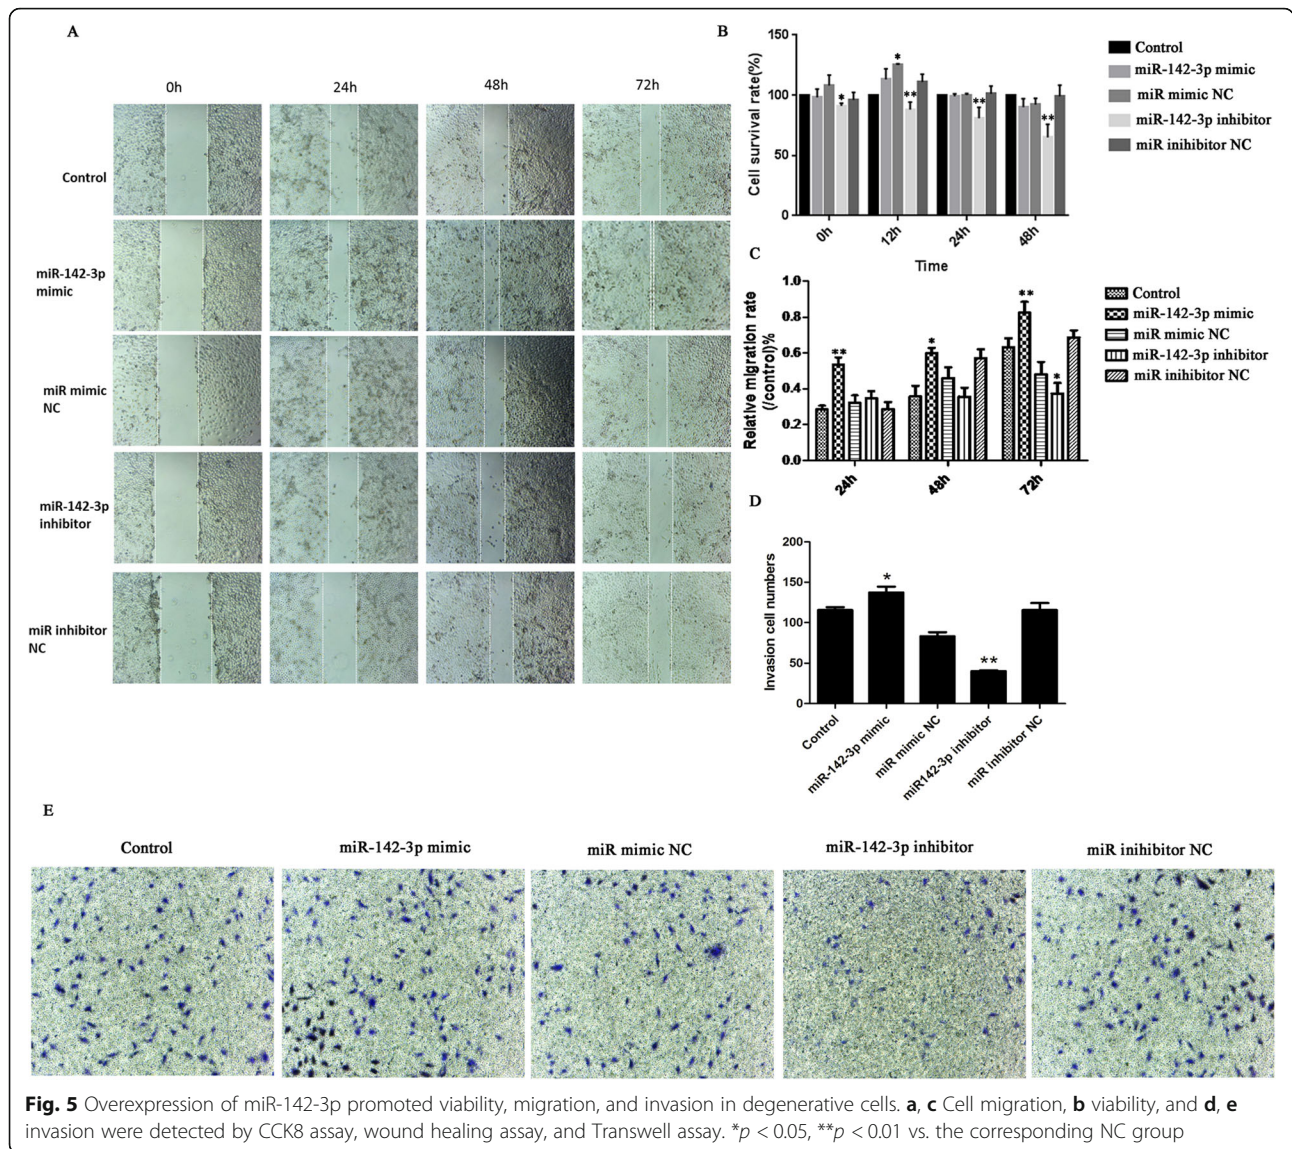 A
0h 24h 48h 72h
Control
miR-142-3p
mimic
miR mimic
NC
miR-142-3p
inhibitor
miR inhibitor
NC
B
150
100
50
0
Cell survival rate(%)
* * ** ** **
0h 12h 24h 48h
Time
Control
miR-142-3p mimic
miR mimic NC
miR-142-3p inhibitor
miR inihibitor NC
C
1.0
0.8
0.6
0.4
0.2
0.0
Relative migration rate
(/control)%
** * ** *
24h 48h 72h
Control
miR-142-3p mimic
miR mimic NC
miR-142-3p inhibitor
miR inihibitor NC
D
200
150
100
50
0
Invasion cell numbers
* **
Control
miR-142-3p mimic
miR mimic NC
miR142-3p inhibitor
miR inhibitor NC
E
Control miR-142-3p mimic miR mimic NC miR-142-3p inhibitor miR inihibitor NC
Fig. 5 Overexpression of miR-142-3p promoted viability, migration, and invasion in degenerative cells. a, c Cell migration, b viability, and d, e
invasion were detected by CCK8 assay, wound healing assay, and Transwell assay. *p < 0.05, **p < 0.01 vs. the corresponding NC group